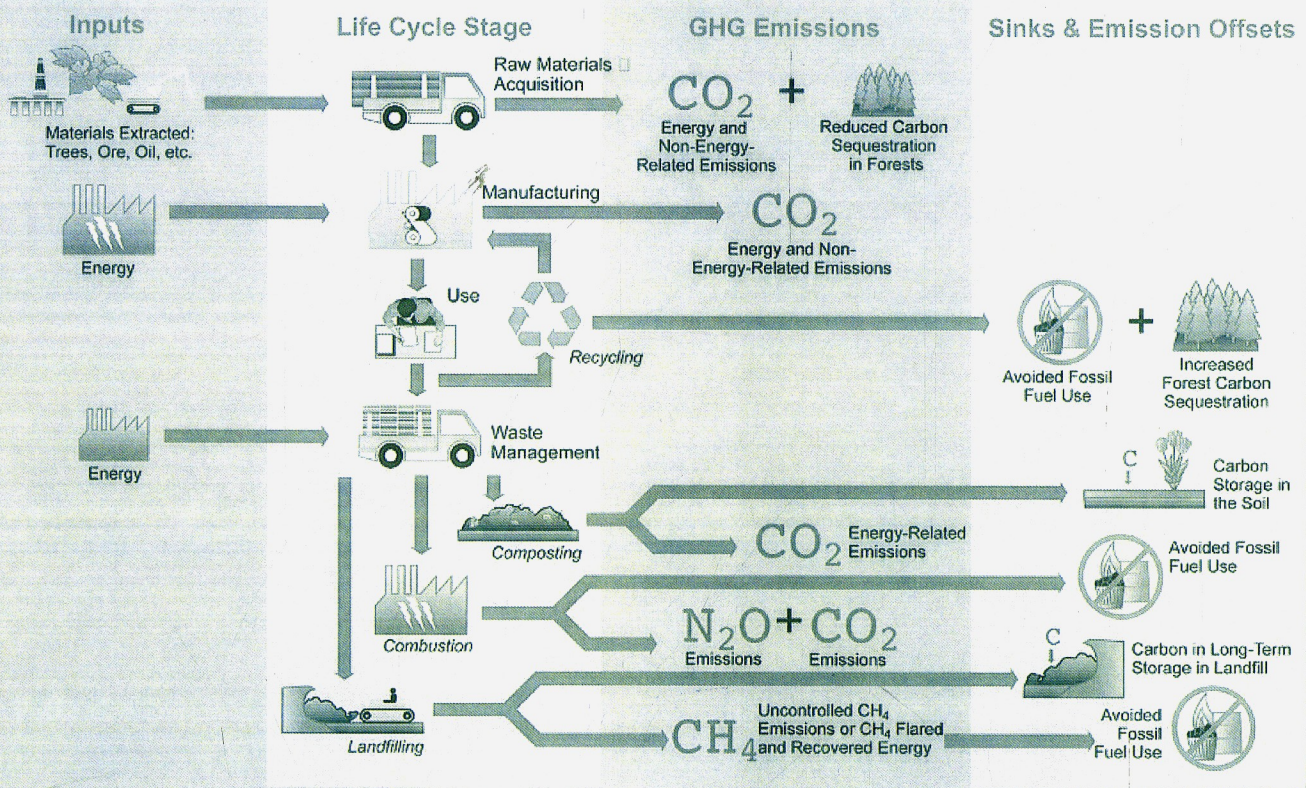 Inputs
Life Cycle Stage
GHG Emissions
Sinks & Emission Offsets
Materials Extracted:
Trees, Ore, Oil, etc.
Raw Materials
Acquisition
CO₂
+
Energy and
Non-Energy-
Related Emissions
Reduced Carbon
Sequestration
in Forests
Energy
Manufacturing
CO₂
Energy and Non-
Energy-Related Emissions
Use
Recycling
Avoided Fossil
Fuel Use
+
Increased
Forest Carbon
Sequestration
Energy
Waste
Management
Composting
C
Carbon
Storage in
the Soil
CO₂
Energy-Related
Emissions
Combustion
Avoided Fossil
Fuel Use
N₂O + CO₂
Emissions
Emissions
Landfilling
C
Carbon in Long-Term
Storage in Landfill
CH₄
Uncontrolled CH₄
Emissions or CH₄ Flared
and Recovered Energy
Avoided
Fossil
Fuel Use